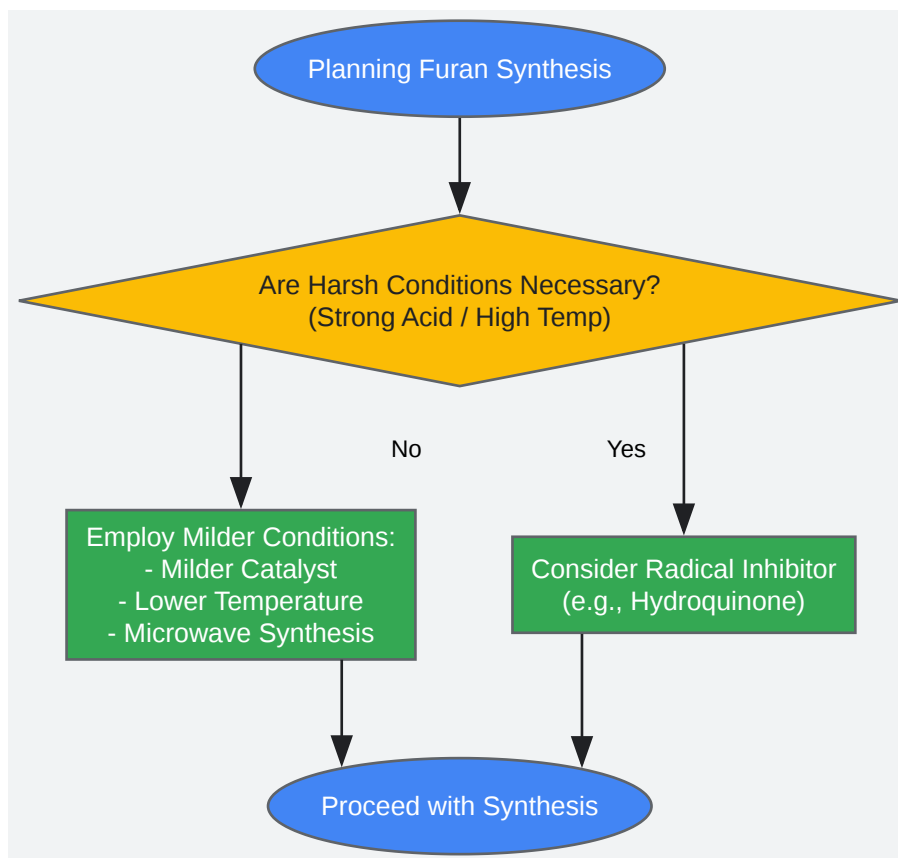 Planning Furan Synthesis
Are Harsh Conditions Necessary?
(Strong Acid / High Temp)
No
Yes
Employ Milder Conditions:
- Milder Catalyst
- Lower Temperature
- Microwave Synthesis
Consider Radical Inhibitor
(e.g., Hydroquinone)
Proceed with Synthesis